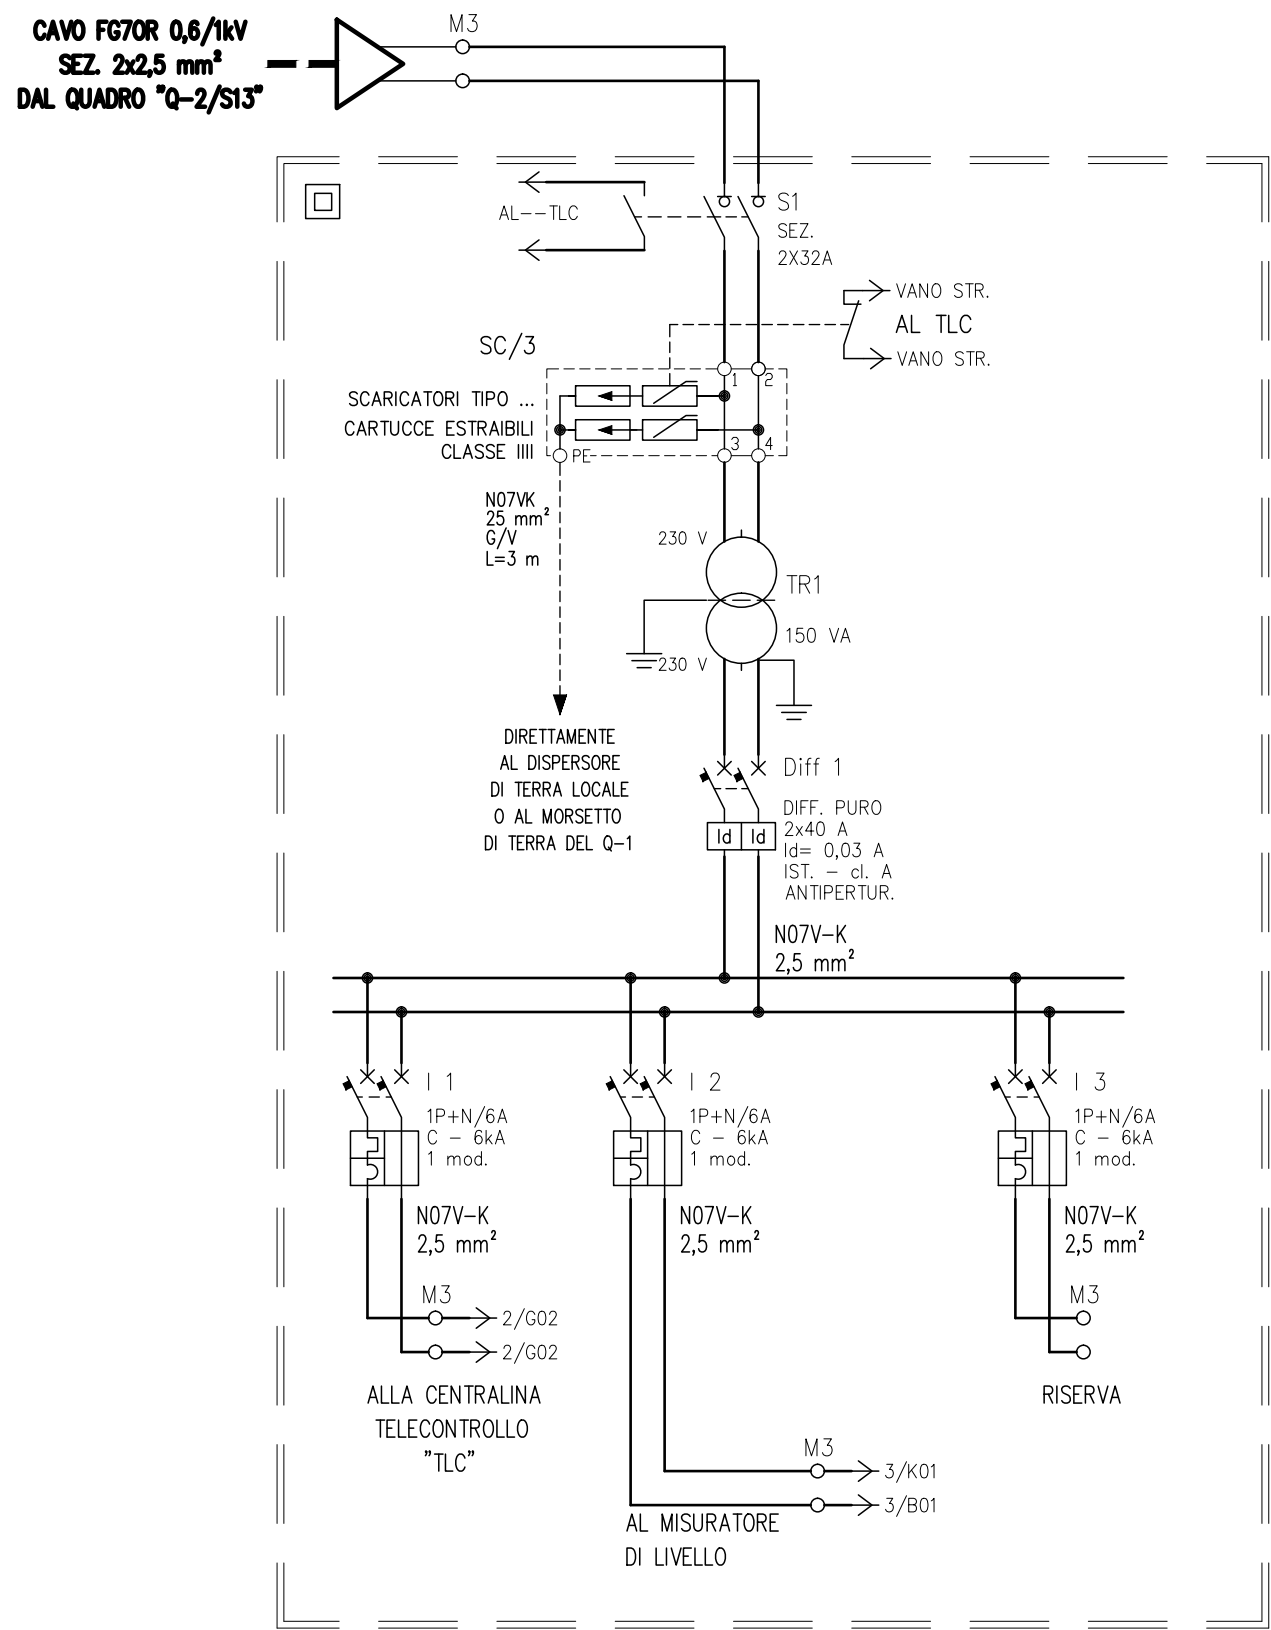 CAVO FG7OR 0,6/1kV
SEZ. 2x2,5 mm²
DAL QUADRO "Q-2/S13"
M3
AL--TLC
S1
SEZ.
2X32A
VANO STR.
AL TLC
VANO STR.
SC/3
SCARICATORI TIPO ...
CARTUCCE ESTRAIBILI
CLASSE IIII
1
2
3
4
PE
N07VK
25 mm²
G/V
L=3 m
230 V
TR1
150 VA
230 V
DIRETTAMENTE
AL DISPERSORE
DI TERRA LOCALE
O AL MORSETTO
DI TERRA DEL Q-1
Diff 1
DIFF. PURO
2x40 A
Id= 0,03 A
IST. - cl. A
ANTIPERTUR.
Id
Id
N07V-K
2,5 mm²
I 1
1P+N/6A
C - 6kA
1 mod.
I 2
1P+N/6A
C - 6kA
1 mod.
I 3
1P+N/6A
C - 6kA
1 mod.
N07V-K
2,5 mm²
N07V-K
2,5 mm²
N07V-K
2,5 mm²
M3
2/G02
2/G02
ALLA CENTRALINA
TELECONTROLLO
"TLC"
M3
RISERVA
M3
3/K01
3/B01
AL MISURATORE
DI LIVELLO